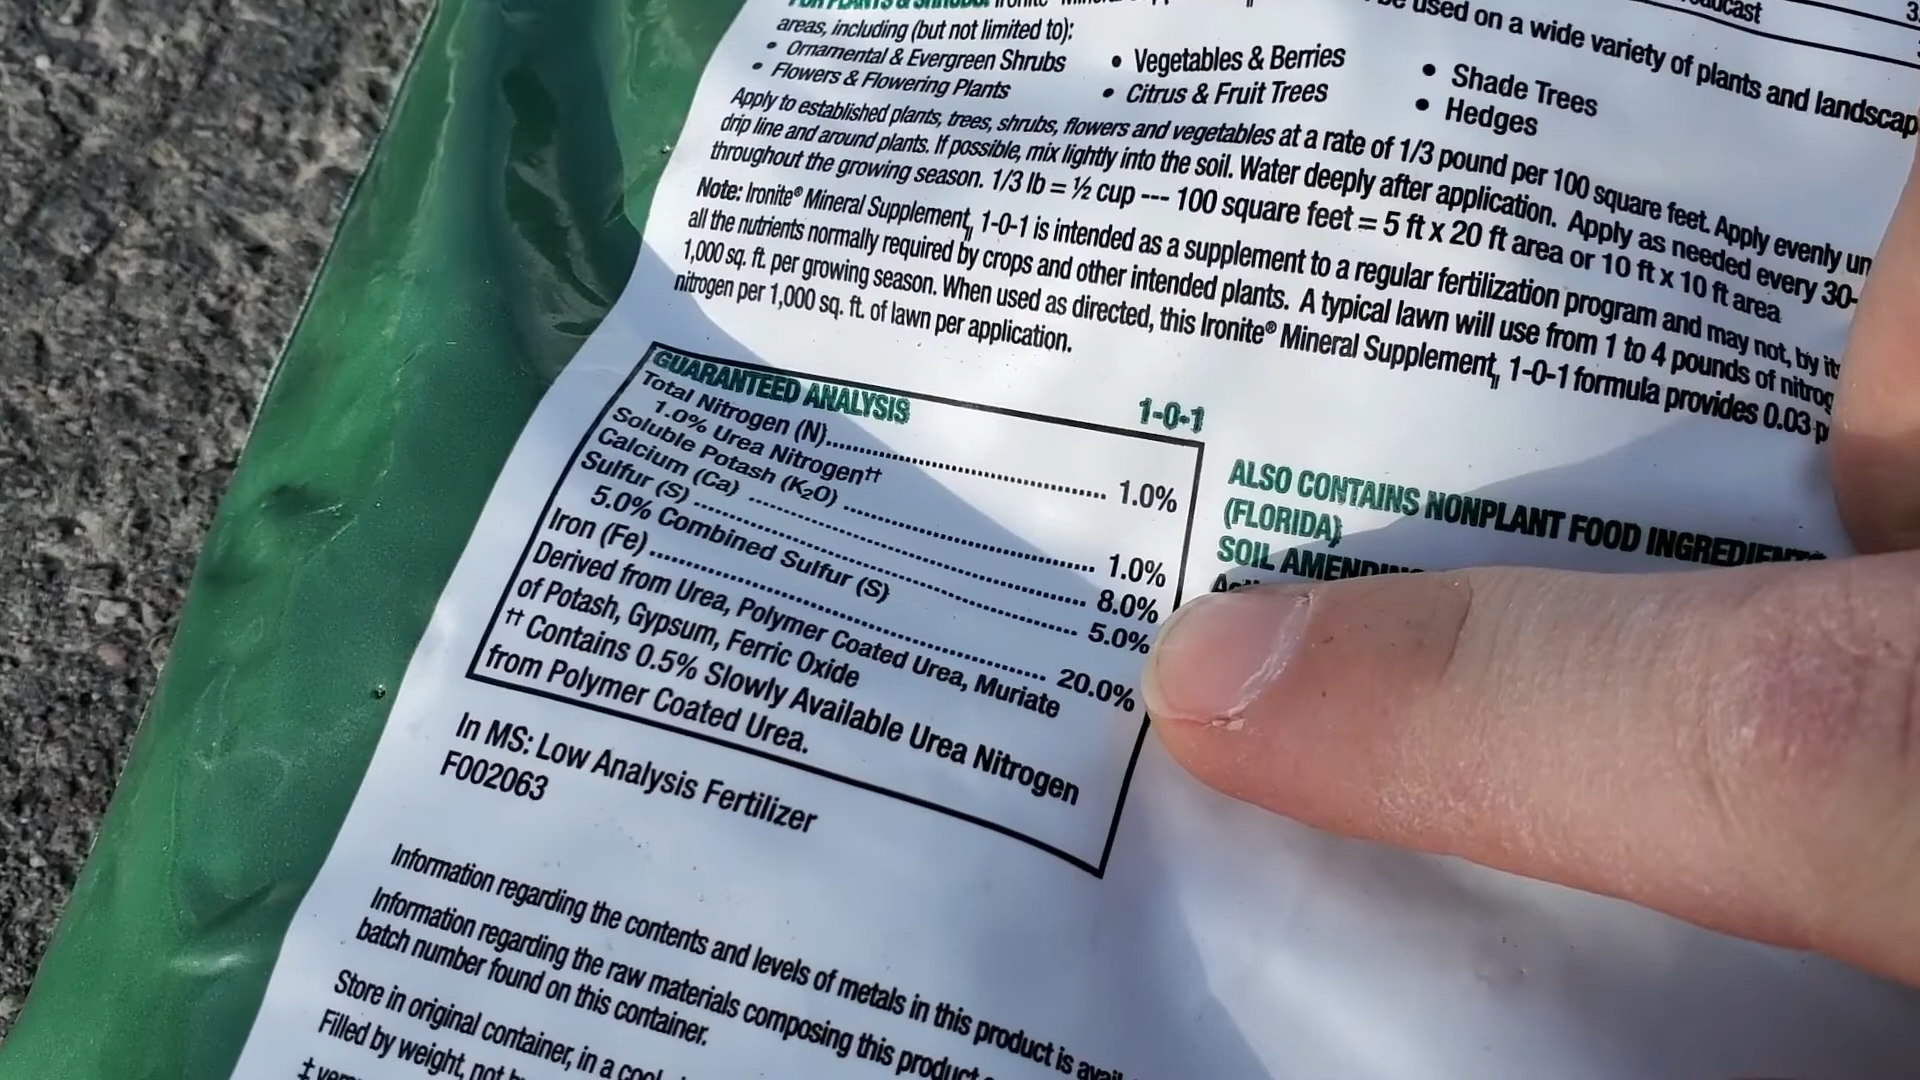 FOR PLANTS & SHRUBS: Ironite®
be used on a wide variety of plants and landscap
areas, including (but not limited to):
• Ornamental & Evergreen Shrubs • Vegetables & Berries • Shade Trees
• Flowers & Flowering Plants • Citrus & Fruit Trees • Hedges
Apply to established plants, trees, shrubs, flowers and vegetables at a rate of 1/3 pound per 100 square feet. Apply evenly un
drip line and around plants. If possible, mix lightly into the soil. Water deeply after application. Apply as needed every 30-
throughout the growing season. 1/3 lb = ½ cup --- 100 square feet = 5 ft x 20 ft area or 10 ft x 10 ft area
Note: Ironite® Mineral Supplement, 1-0-1 is intended as a supplement to a regular fertilization program and may not, by it
all the nutrients normally required by crops and other intended plants. A typical lawn will use from 1 to 4 pounds of nitrog
1,000 sq. ft. per growing season. When used as directed, this Ironite® Mineral Supplement, 1-0-1 formula provides 0.03 p
nitrogen per 1,000 sq. ft. of lawn per application.
GUARANTEED ANALYSIS 1-0-1
Total Nitrogen (N) 1.0%
1.0% Urea Nitrogen††
Soluble Potash (K₂O) 1.0%
Calcium (Ca) 8.0%
Sulfur (S) 5.0%
5.0% Combined Sulfur (S)
Iron (Fe) 20.0%
Derived from Urea, Polymer Coated Urea, Muriate
of Potash, Gypsum, Ferric Oxide
†† Contains 0.5% Slowly Available Urea Nitrogen
from Polymer Coated Urea.
ALSO CONTAINS NONPLANT FOOD INGREDIENTS
(FLORIDA)
SOIL AMENDING
In MS: Low Analysis Fertilizer
F002063
Information regarding the contents and levels of metals in this product is avail
Information regarding the raw materials composing this product
batch number found on this container.
Store in original container, in a cool
Filled by weight, not